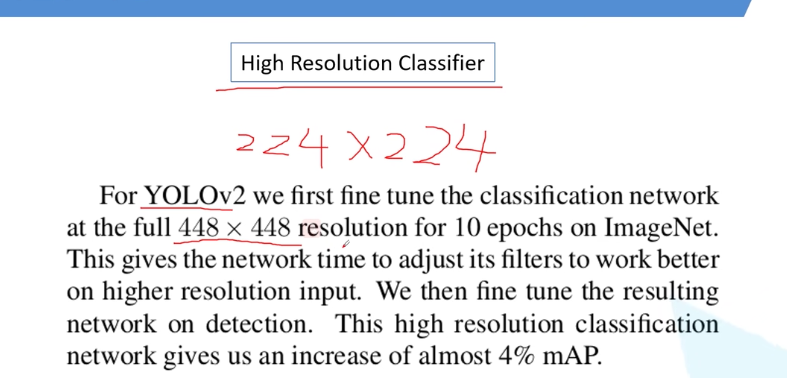 High Resolution Classifier
224 × 224
For YOLOv2 we first fine tune the classification network
at the full 448 × 448 resolution for 10 epochs on ImageNet.
This gives the network time to adjust its filters to work better
on higher resolution input. We then fine tune the resulting
network on detection. This high resolution classification
network gives us an increase of almost 4% mAP.